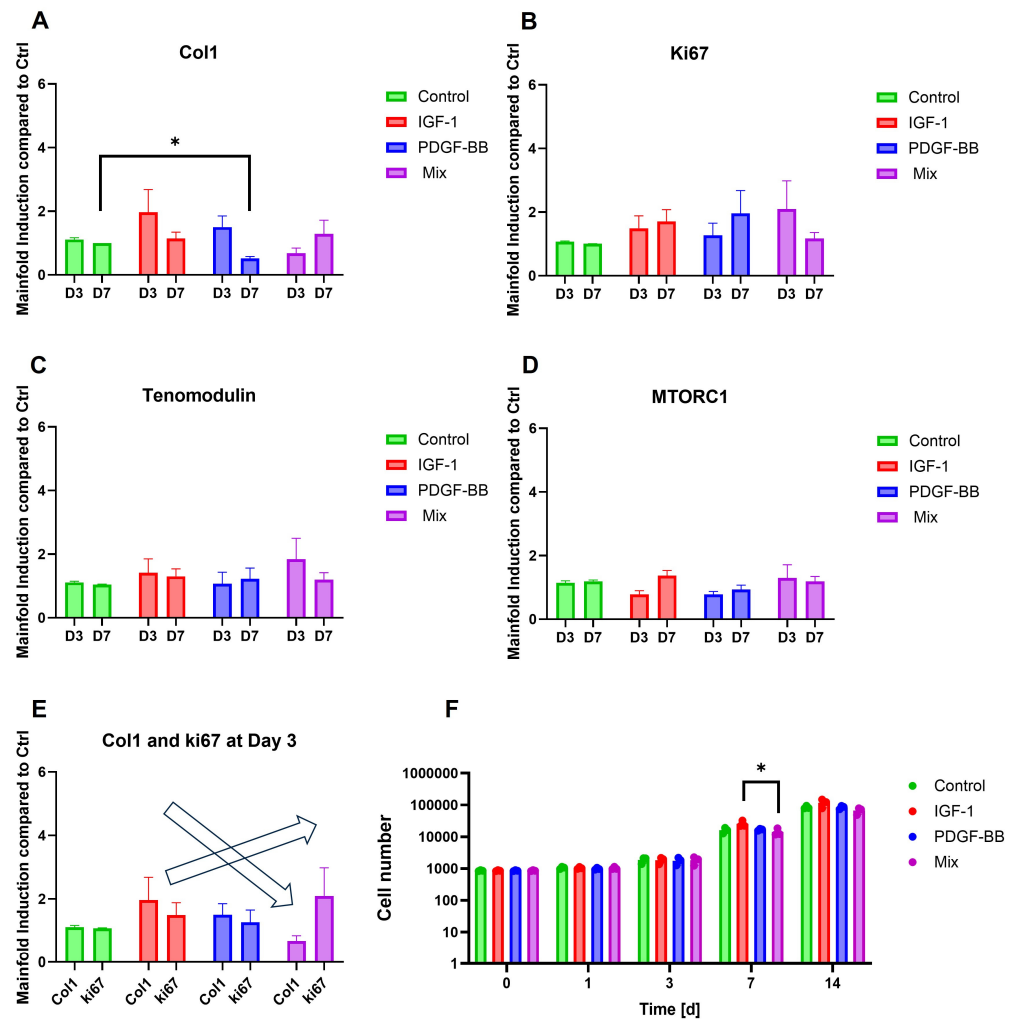 A
Col1
Mainfold Induction compared to Ctrl
6
4
2
0
*
D3 D7 D3 D7 D3 D7 D3 D7
Control
IGF-1
PDGF-BB
Mix
B
Ki67
Mainfold Induction compared to Ctrl
6
4
2
0
D3 D7 D3 D7 D3 D7 D3 D7
Control
IGF-1
PDGF-BB
Mix
C
Tenomodulin
Mainfold Induction compared to Ctrl
6
4
2
0
D3 D7 D3 D7 D3 D7 D3 D7
Control
IGF-1
PDGF-BB
Mix
D
MTORC1
Mainfold Induction compared to Ctrl
6
4
2
0
D3 D7 D3 D7 D3 D7 D3 D7
Control
IGF-1
PDGF-BB
Mix
E
Col1 and ki67 at Day 3
Mainfold Induction compared to Ctrl
6
4
2
0
Col1 ki67 Col1 ki67 Col1 ki67 Col1 ki67
F
Cell number
1000000
100000
10000
1000
100
10
1
*
0 1 3 7 14
Time [d]
Control
IGF-1
PDGF-BB
Mix